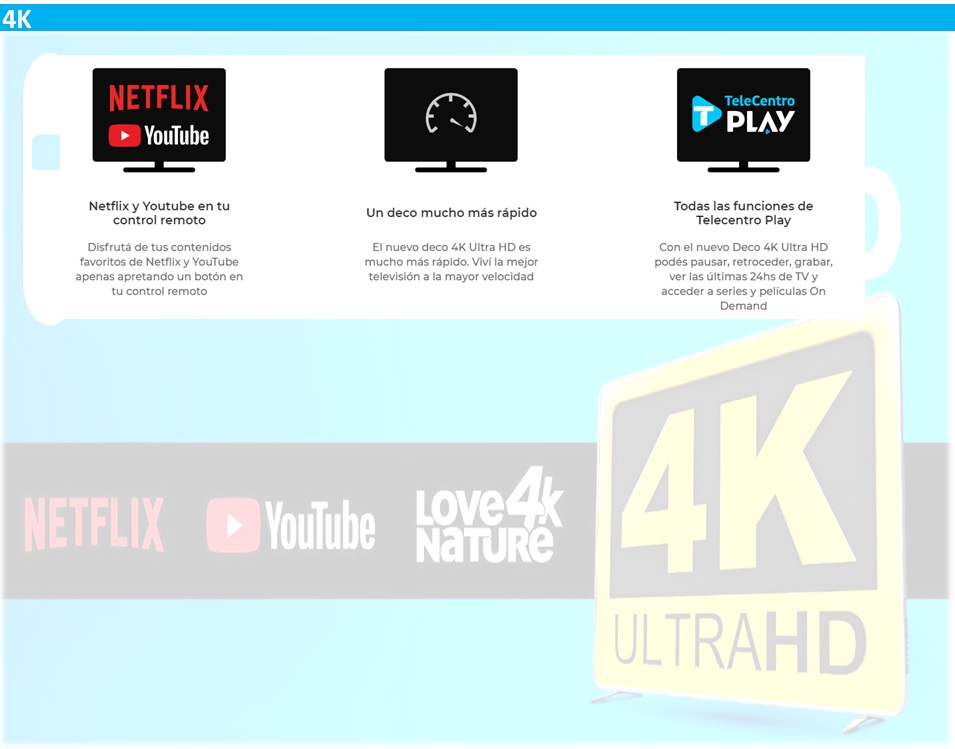 4K
NETFLIX
YouTube
TeleCentro
T PLAY
Netflix y Youtube en tu
control remoto
Disfrutá de tus contenidos
favoritos de Netflix y YouTube
apenas apretando un botón en
tu control remoto
Un deco mucho más rápido
El nuevo deco 4K Ultra HD es
mucho más rápido. Viví la mejor
televisión a la mayor velocidad
Todas las funciones de
Telecentro Play
Con el nuevo Deco 4K Ultra HD
podés pausar, retroceder, grabar,
ver las últimas 24hs de TV y
acceder a series y películas On
Demand
NETFLIX
YouTube
LOVE 4k
NATURE
4K
ULTRAHD